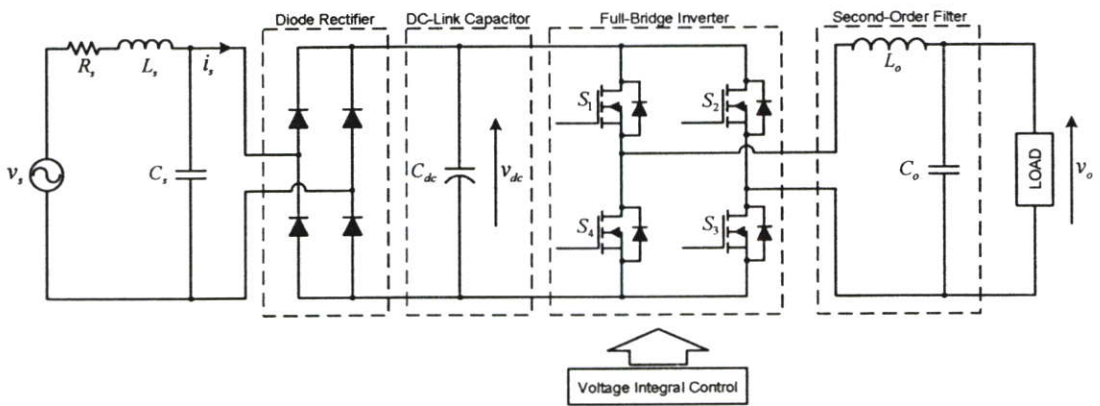 Diode Rectifier
DC-Link Capacitor
Full-Bridge Inverter
Second-Order Filter
R_s
L_s
i_s
L_o
S_1
S_2
v_s
C_s
C_dc
v_dc
C_o
LOAD
v_o
S_4
S_3
Voltage Integral Control